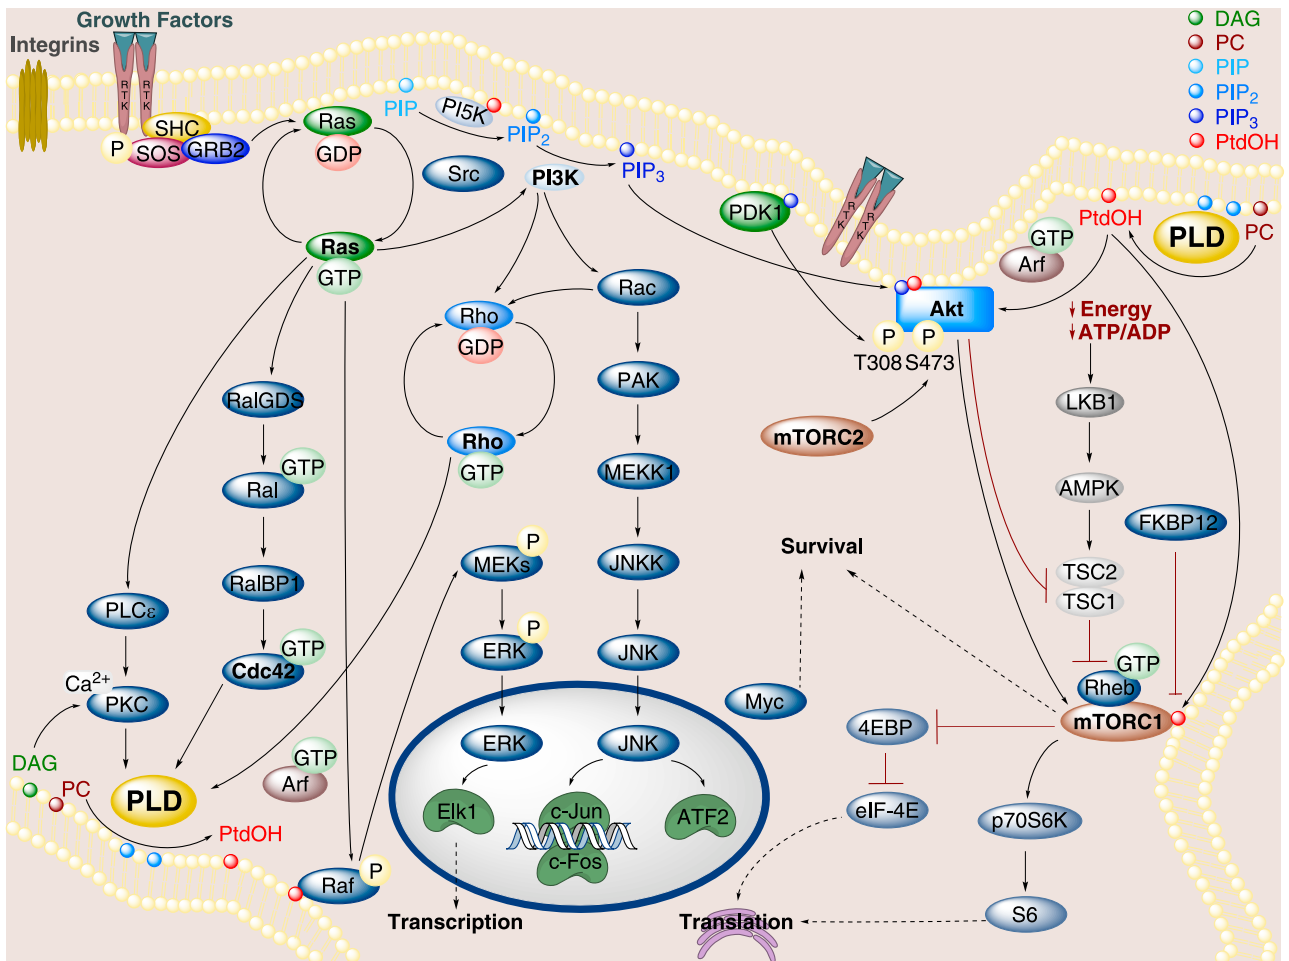 Growth Factors
Integrins
DAG
PC
PIP
PIP2
PIP3
PtdOH
R
T
K
R
T
K
SHC
P
SOS
GRB2
Ras
GDP
PIP
PI5K
PIP2
Src
PI3K
PIP3
PDK1
R
T
K
R
T
K
PtdOH
GTP
Arf
PLD
PC
Ras
GTP
Rac
Rho
GDP
Akt
P
P
T308
S473
Energy
ATP/ADP
RalGDS
PAK
LKB1
Rho
GTP
mTORC2
GTP
Ral
MEKK1
AMPK
FKBP12
P
MEKs
JNKK
Survival
TSC2
TSC1
RalBP1
PLCε
P
ERK
JNK
GTP
Cdc42
Ca2+
PKC
GTP
Rheb
mTORC1
Myc
4EBP
ERK
JNK
DAG
PC
PLD
GTP
Arf
PtdOH
Elk1
c-Jun
c-Fos
ATF2
eIF-4E
p70S6K
Raf
P
Transcription
Translation
S6